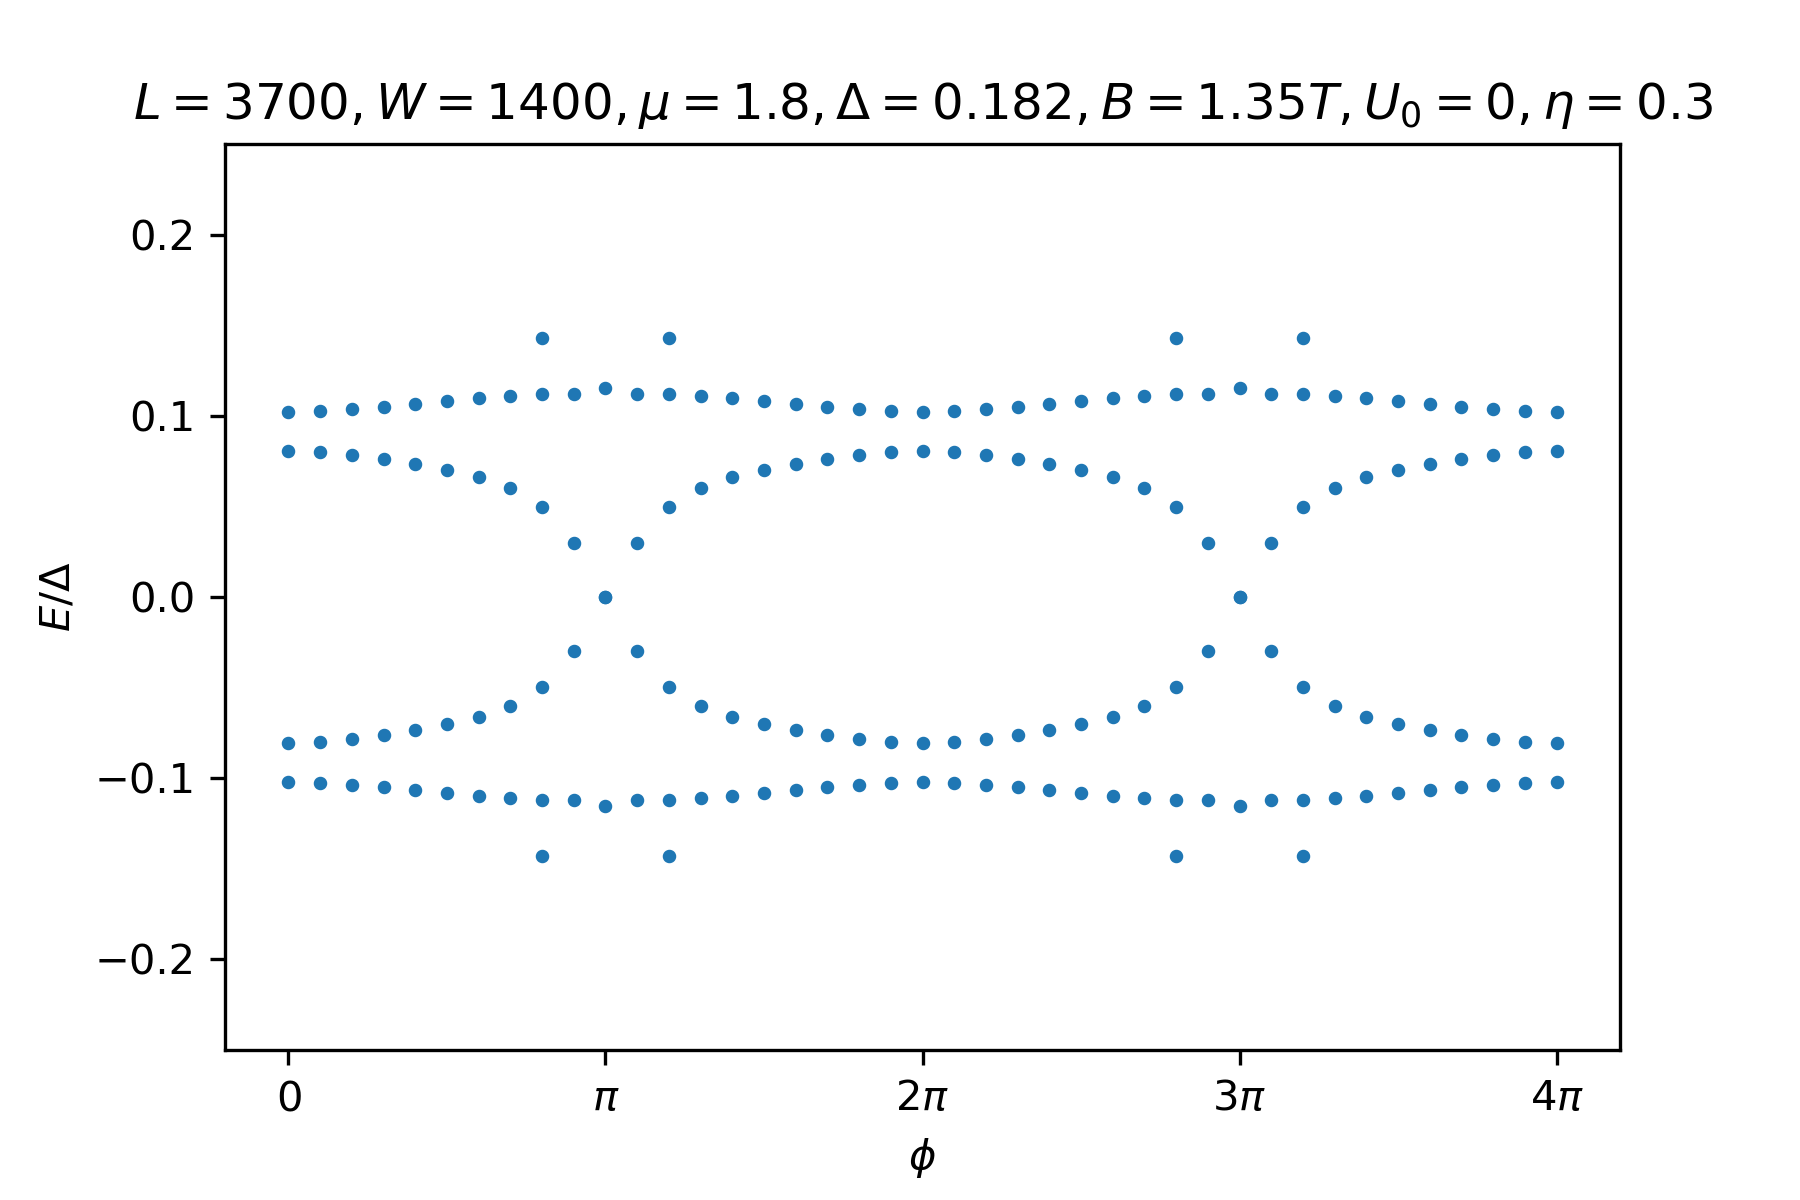 L = 3700, W = 1400, μ = 1.8, Δ = 0.182, B = 1.35T, U₀ = 0, η = 0.3
E/Δ
0.2
0.1
0.0
−0.1
−0.2
0 π 2π 3π 4π
ϕ